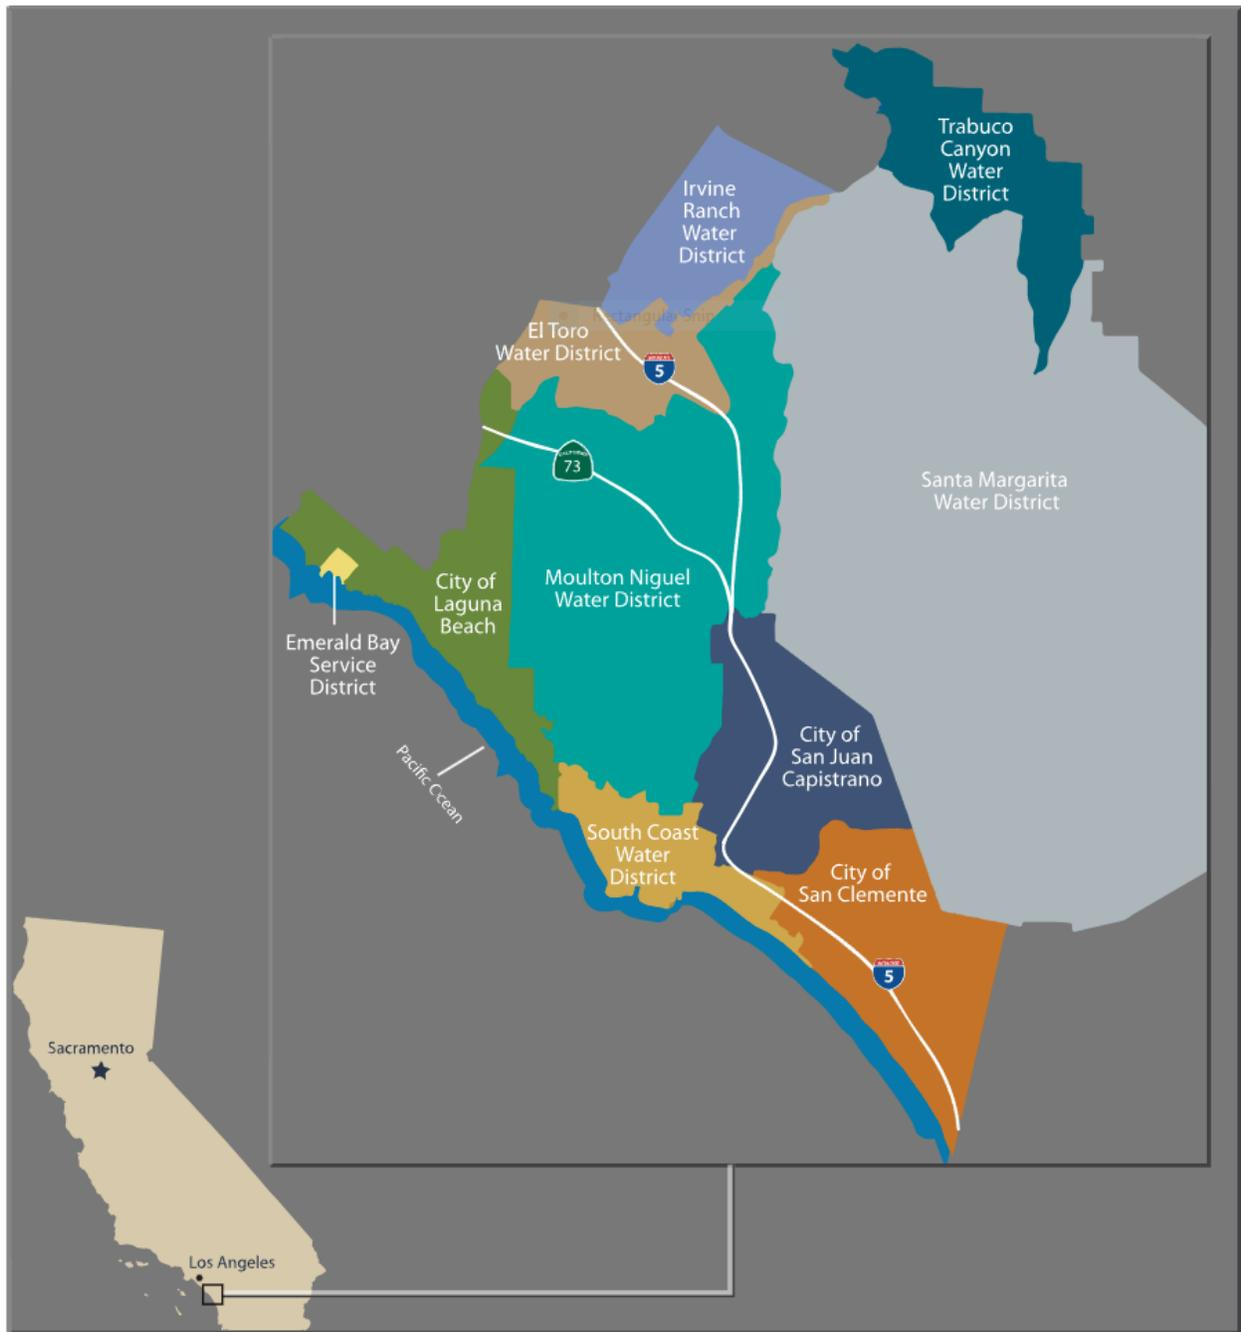 Trabuco
Canyon
Water
District
Irvine
Ranch
Water
District
Rectangular Snip
El Toro
Water District
5
73
Santa Margarita
Water District
City of
Laguna
Beach
Moulton Niguel
Water District
Emerald Bay
Service
District
City of
San Juan
Capistrano
Pacific Ocean
South Coast
Water
District
City of
San Clemente
5
Sacramento
Los Angeles